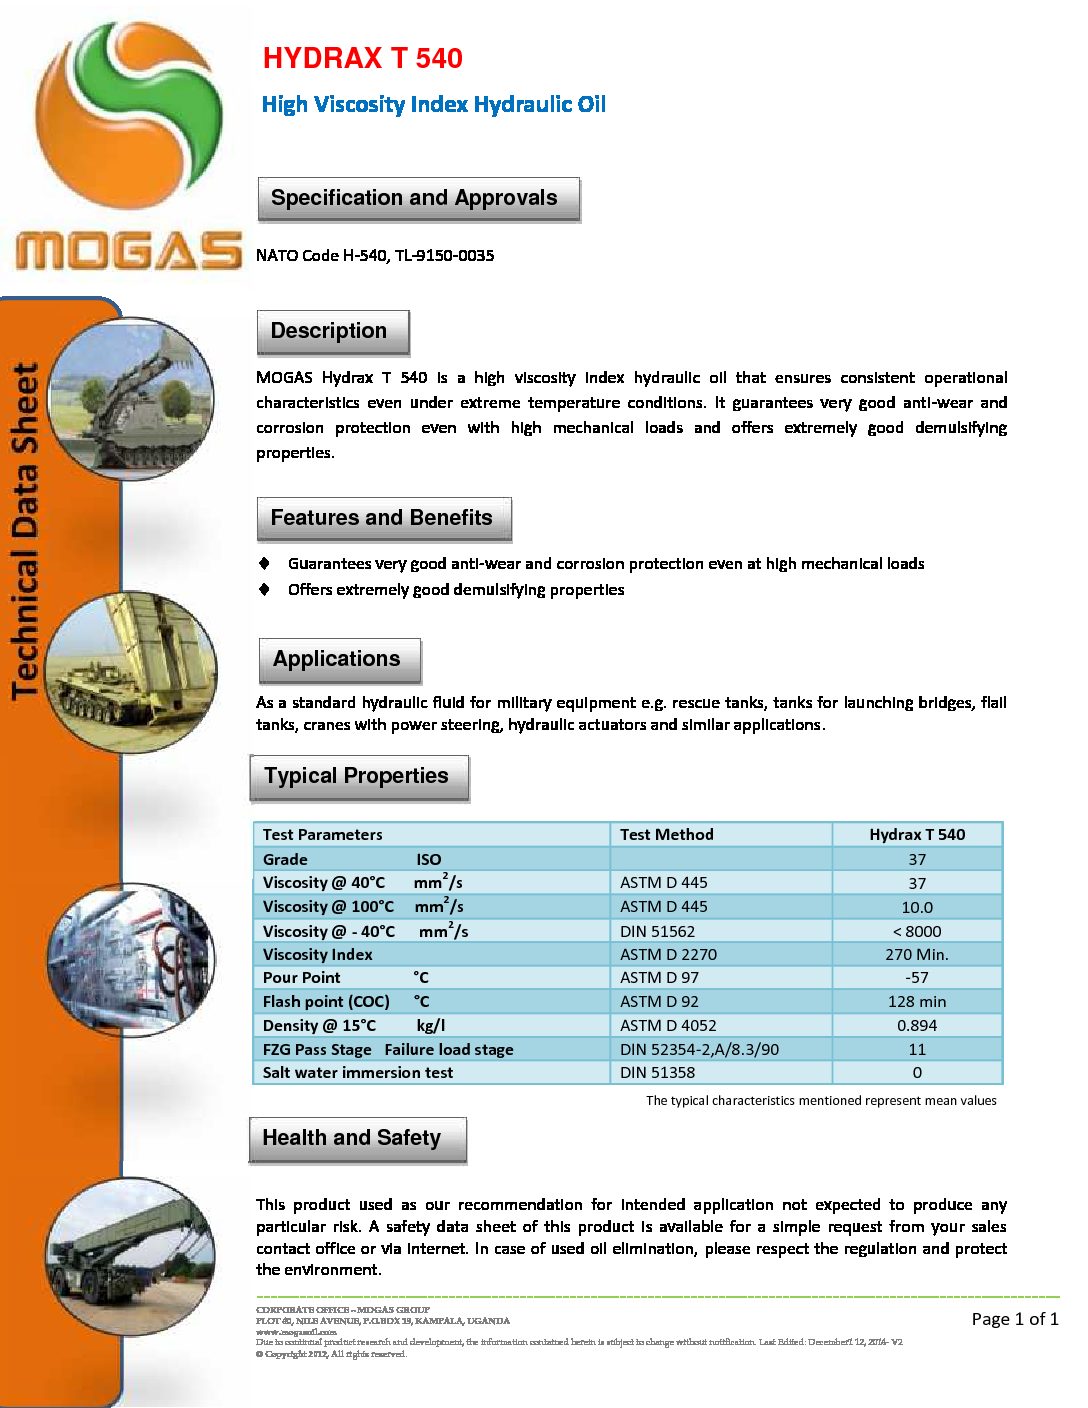 HYDRAX T 540
High Viscosity Index Hydraulic Oil
MOGAS
Technical Data Sheet
Specification and Approvals
NATO Code H-540, TL-9150-0035
Description
MOGAS Hydrax T 540 is a high viscosity index hydraulic oil that ensures consistent operational
characteristics even under extreme temperature conditions. It guarantees very good anti-wear and
corrosion protection even with high mechanical loads and offers extremely good demulsifying
properties.
Features and Benefits
♦ Guarantees very good anti-wear and corrosion protection even at high mechanical loads
♦ Offers extremely good demulsifying properties
Applications
As a standard hydraulic fluid for military equipment e.g. rescue tanks, tanks for launching bridges, flail
tanks, cranes with power steering, hydraulic actuators and similar applications.
Typical Properties
Test Parameters Test Method Hydrax T 540
Grade ISO 37
Viscosity @ 40°C mm²/s ASTM D 445 37
Viscosity @ 100°C mm²/s ASTM D 445 10.0
Viscosity @ - 40°C mm²/s DIN 51562 < 8000
Viscosity Index ASTM D 2270 270 Min.
Pour Point °C ASTM D 97 -57
Flash point (COC) °C ASTM D 92 128 min
Density @ 15°C kg/l ASTM D 4052 0.894
FZG Pass Stage Failure load stage DIN 52354-2,A/8.3/90 11
Salt water immersion test DIN 51358 0
The typical characteristics mentioned represent mean values
Health and Safety
This product used as our recommendation for intended application not expected to produce any
particular risk. A safety data sheet of this product is available for a simple request from your sales
contact office or via internet. In case of used oil elimination, please respect the regulation and protect
the environment.
CORPORATE OFFICE – MOGAS GROUP
PLOT NILE AVENUE, P.O.BOX KAMPALA, UGANDA
www.mogasoil.com
Due to continual product research and development, the information contained herein is subject to change without notification. Last Edited: 12, 2014- V2
© Copyright 2012, All rights reserved.
Page 1 of 1